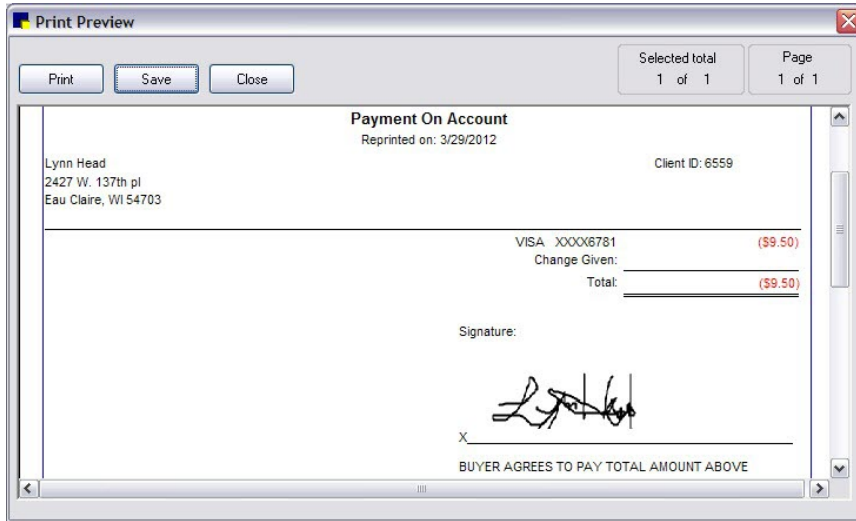 Print Preview
Print Save Close
Selected total
1 of 1
Page
1 of 1
Payment On Account
Reprinted on: 3/29/2012
Lynn Head
Client ID: 6559
2427 W. 137th pl
Eau Claire, WI 54703
VISA XXXX6781 ($9.50)
Change Given:
Total: ($9.50)
Signature:
X
BUYER AGREES TO PAY TOTAL AMOUNT ABOVE